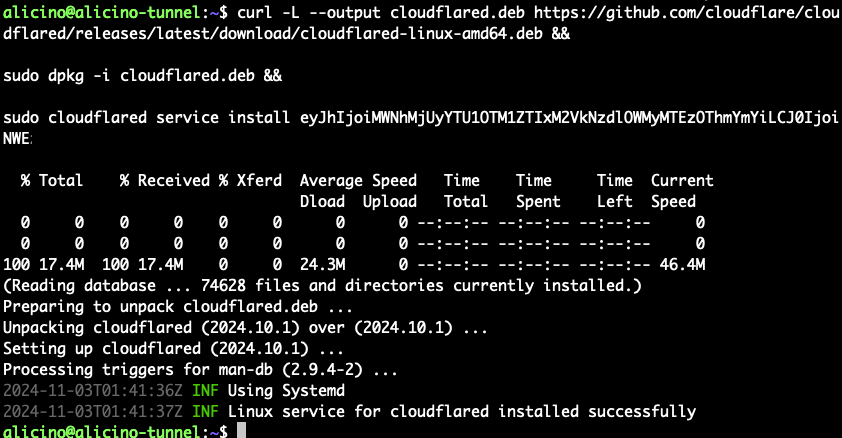 alicino@alicino-tunnel:~$ curl -L --output cloudflared.deb https://github.com/cloudflare/clou
dflared/releases/latest/download/cloudflared-linux-amd64.deb &&
sudo dpkg -i cloudflared.deb &&
sudo cloudflared service install eyJhIjoiMWNhMjUyYTU1OTM1ZTIxM2VkNzdlOWMyMTEzOThmYmYiLCJ0Ijoi
NWE
% Total % Received % Xferd Average Speed Time Time Time Current
Dload Upload Total Spent Left Speed
0 0 0 0 0 0 0 0 --:--:-- --:--:-- --:--:-- 0
0 0 0 0 0 0 0 0 --:--:-- --:--:-- --:--:-- 0
100 17.4M 100 17.4M 0 0 24.3M 0 --:--:-- --:--:-- --:--:-- 46.4M
(Reading database ... 74628 files and directories currently installed.)
Preparing to unpack cloudflared.deb ...
Unpacking cloudflared (2024.10.1) over (2024.10.1) ...
Setting up cloudflared (2024.10.1) ...
Processing triggers for man-db (2.9.4-2) ...
2024-11-03T01:41:36Z INF Using Systemd
2024-11-03T01:41:37Z INF Linux service for cloudflared installed successfully
alicino@alicino-tunnel:~$